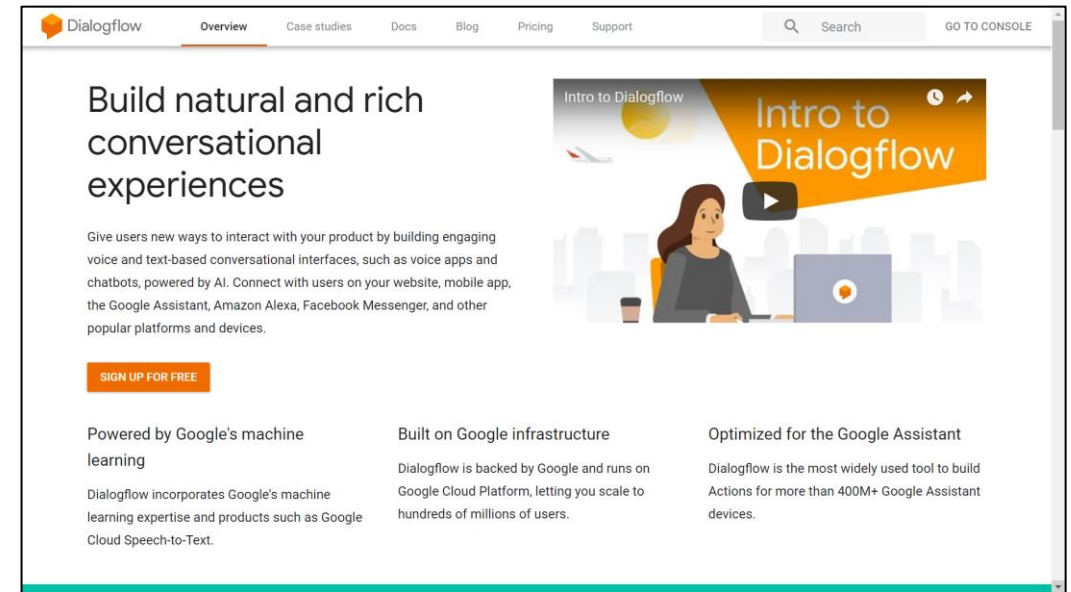 Dialogflow Overview Case studies Docs Blog Pricing Support Search GO TO CONSOLE
Build natural and rich
conversational
experiences
Give users new ways to interact with your product by building engaging
voice and text-based conversational interfaces, such as voice apps and
chatbots, powered by AI. Connect with users on your website, mobile app,
the Google Assistant, Amazon Alexa, Facebook Messenger, and other
popular platforms and devices.
SIGN UP FOR FREE
Intro to Dialogflow
Intro to
Dialogflow
Powered by Google's machine
learning
Dialogflow incorporates Google's machine
learning expertise and products such as Google
Cloud Speech-to-Text.
Built on Google infrastructure
Dialogflow is backed by Google and runs on
Google Cloud Platform, letting you scale to
hundreds of millions of users.
Optimized for the Google Assistant
Dialogflow is the most widely used tool to build
Actions for more than 400M+ Google Assistant
devices.